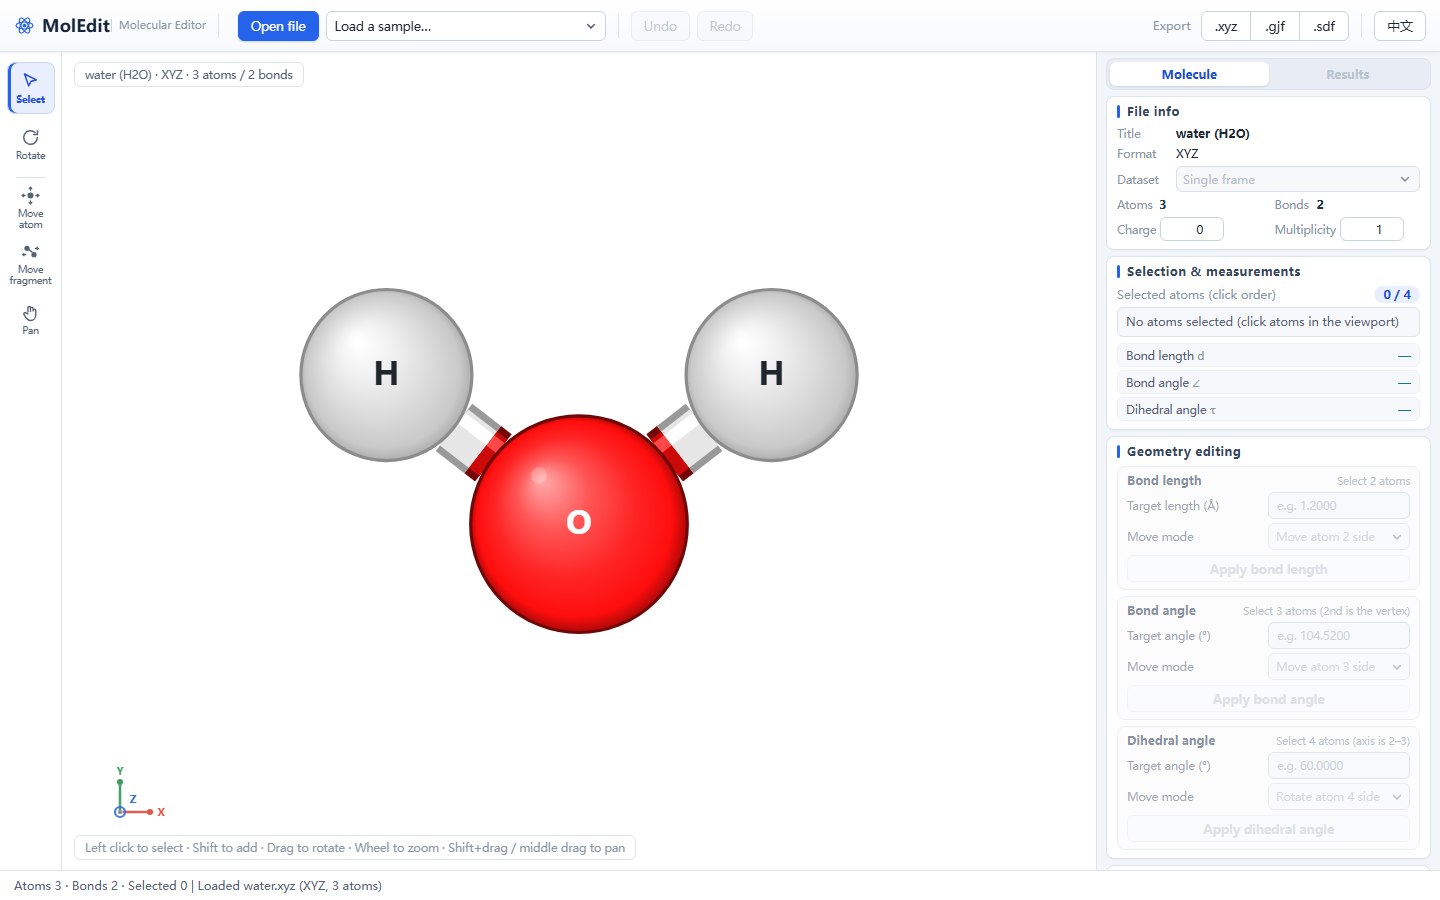 MolEdit Molecular Editor Open file Load a sample... Undo Redo Export .xyz .gjf .sdf 中文
Select
Rotate
Move
atom
Move
fragment
Pan
water (H2O) · XYZ · 3 atoms / 2 bonds
H
H
O
Y
Z
X
Left click to select · Shift to add · Drag to rotate · Wheel to zoom · Shift+drag / middle drag to pan
Molecule Results
File info
Title water (H2O)
Format XYZ
Dataset Single frame
Atoms 3 Bonds 2
Charge 0 Multiplicity 1
Selection & measurements
Selected atoms (click order) 0 / 4
No atoms selected (click atoms in the viewport)
Bond length d —
Bond angle ∠ —
Dihedral angle τ —
Geometry editing
Bond length Select 2 atoms
Target length (Å) e.g. 1.2000
Move mode Move atom 2 side
Apply bond length
Bond angle Select 3 atoms (2nd is the vertex)
Target angle (°) e.g. 104.5200
Move mode Move atom 3 side
Apply bond angle
Dihedral angle Select 4 atoms (axis is 2–3)
Target angle (°) e.g. 60.0000
Move mode Rotate atom 4 side
Apply dihedral angle
Atoms 3 · Bonds 2 · Selected 0 | Loaded water.xyz (XYZ, 3 atoms)